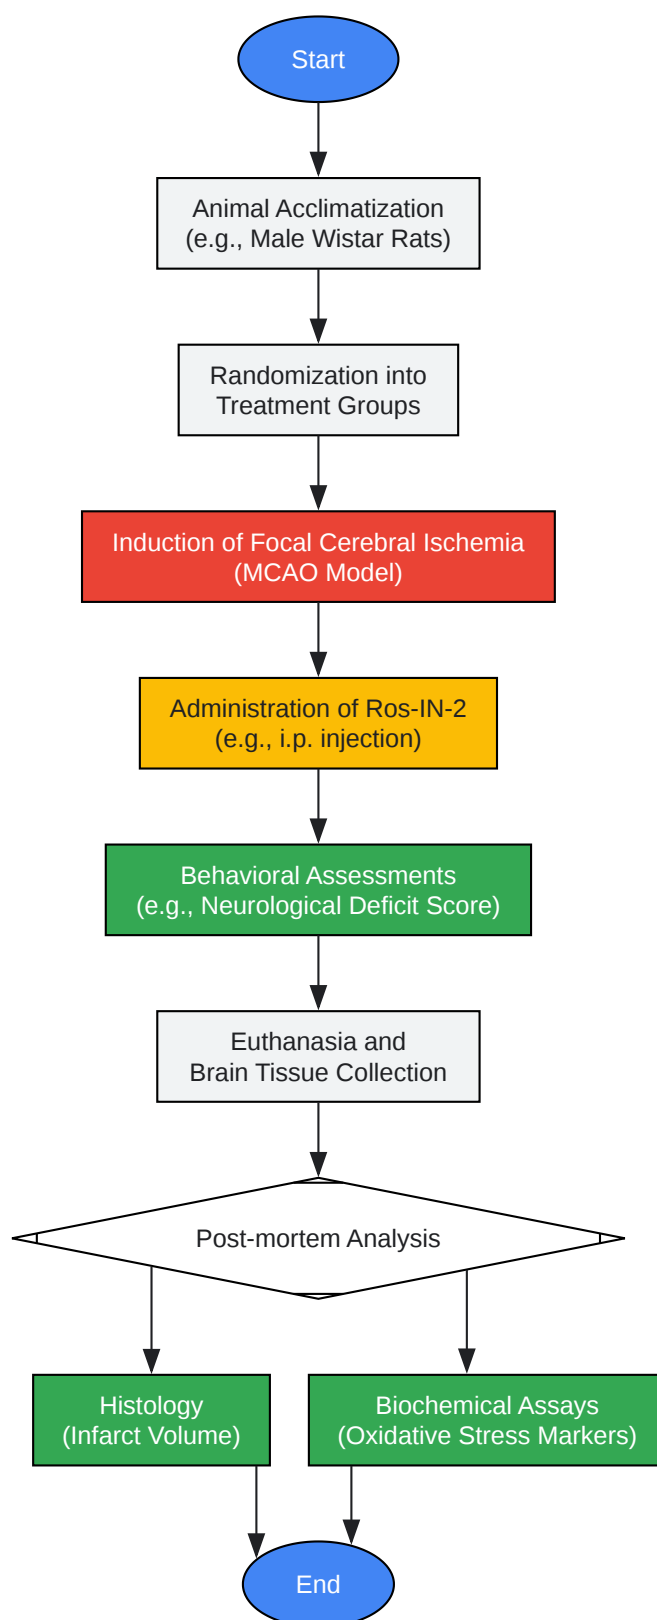 Start
Animal Acclimatization
(e.g., Male Wistar Rats)
Randomization into
Treatment Groups
Induction of Focal Cerebral Ischemia
(MCAO Model)
Administration of Ros-IN-2
(e.g., i.p. injection)
Behavioral Assessments
(e.g., Neurological Deficit Score)
Euthanasia and
Brain Tissue Collection
Post-mortem Analysis
Histology
(Infarct Volume)
Biochemical Assays
(Oxidative Stress Markers)
End